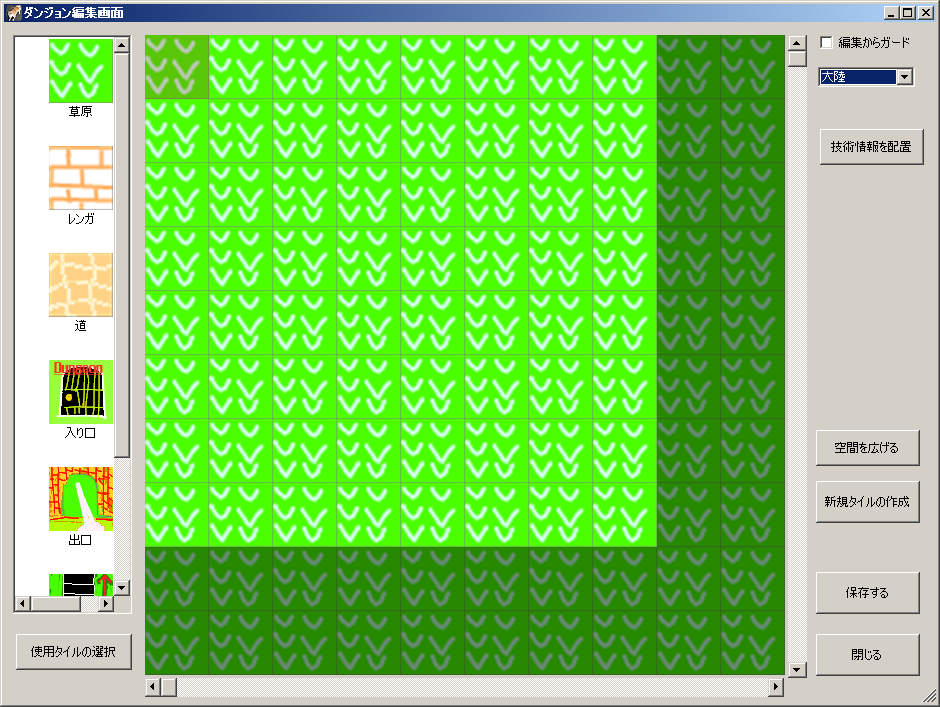 ダンジョン編集画面
草原
レンガ
道
Dungeon
入り口
出口
使用タイルの選択
編集からガード
大陸
技術情報を配置
空間を広げる
新規タイルの作成
保存する
閉じる